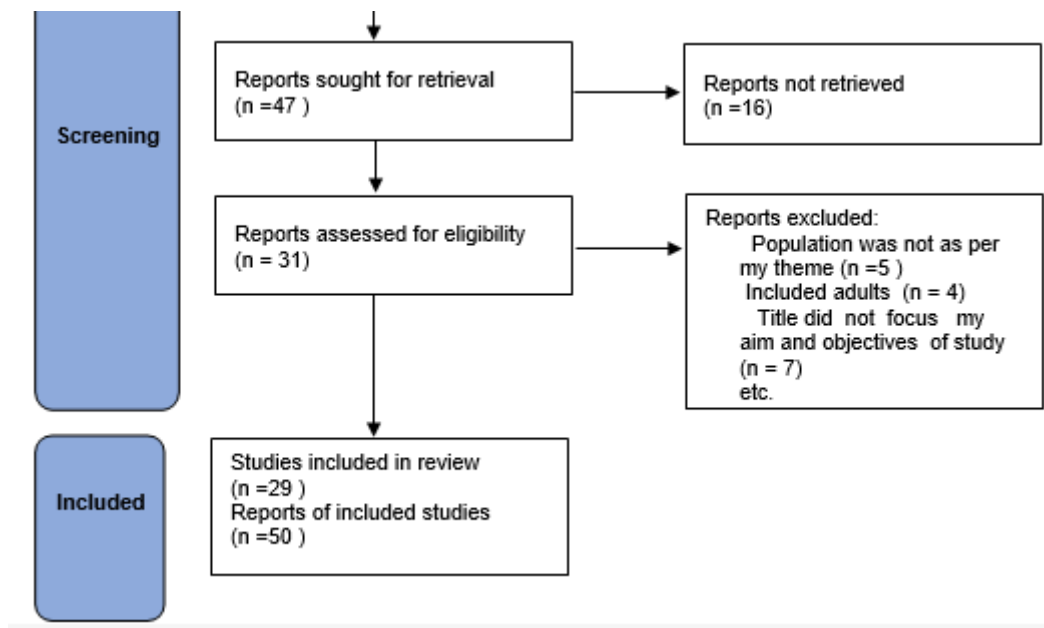 Screening
Reports sought for retrieval
(n =47 )
Reports not retrieved
(n =16)
Reports assessed for eligibility
(n = 31)
Reports excluded:
Population was not as per
my theme (n =5 )
Included adults (n = 4)
Title did not focus my
aim and objectives of study
(n = 7)
etc.
Included
Studies included in review
(n =29 )
Reports of included studies
(n =50 )